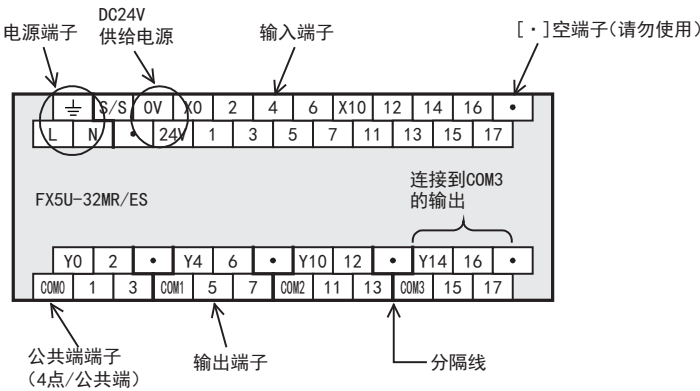 电源端子
DC24V
供给电源
输入端子
[・]空端子(请勿使用)
⏚ S/S 0V X0 2 4 6 X10 12 14 16 •
L N • 24V 1 3 5 7 11 13 15 17
FX5U-32MR/ES
连接到COM3
的输出
Y0 2 • Y4 6 • Y10 12 • Y14 16 •
COM0 1 3 COM1 5 7 COM2 11 13 COM3 15 17
公共端端子
(4点/公共端)
输出端子
分隔线